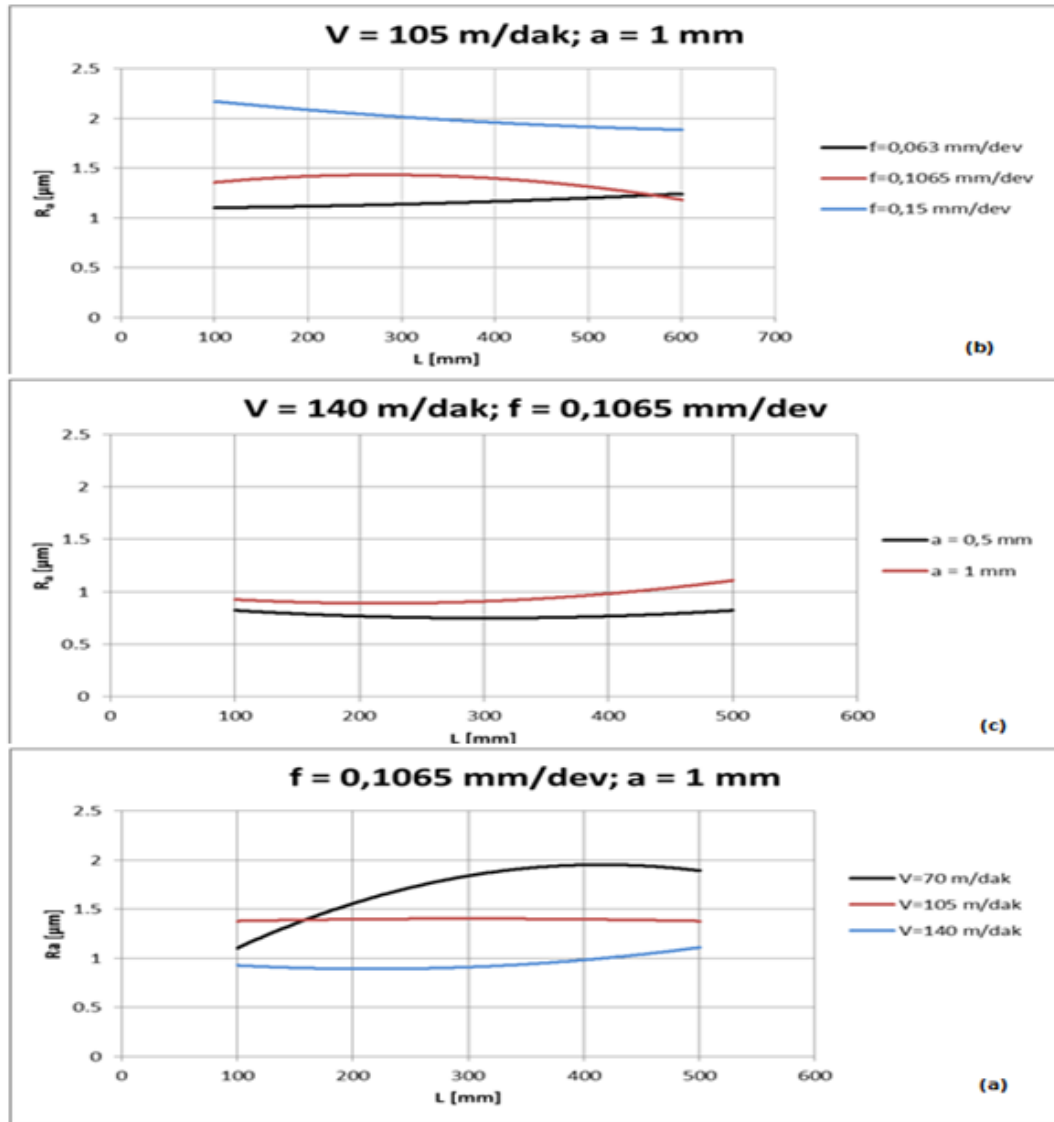 V = 105 m/dak; a = 1 mm
2.5
2
1.5
1
0.5
0
Ra [µm]
0 100 200 300 400 500 600 700
L [mm]
f=0,063 mm/dev
f=0,1065 mm/dev
f=0,15 mm/dev
(b)
V = 140 m/dak; f = 0,1065 mm/dev
2.5
2
1.5
1
0.5
0
Ra [µm]
0 100 200 300 400 500 600
L [mm]
a = 0,5 mm
a = 1 mm
(c)
f = 0,1065 mm/dev; a = 1 mm
2.5
2
1.5
1
0.5
0
Ra [µm]
0 100 200 300 400 500 600
L [mm]
V=70 m/dak
V=105 m/dak
V=140 m/dak
(a)